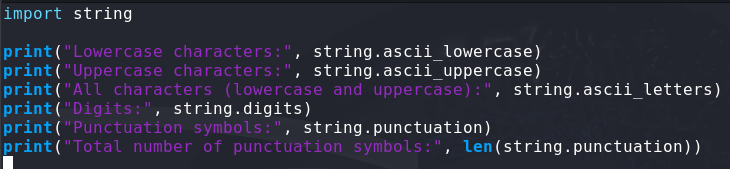 import string
print("Lowercase characters:", string.ascii_lowercase)
print("Uppercase characters:", string.ascii_uppercase)
print("All characters (lowercase and uppercase):", string.ascii_letters)
print("Digits:", string.digits)
print("Punctuation symbols:", string.punctuation)
print("Total number of punctuation symbols:", len(string.punctuation))